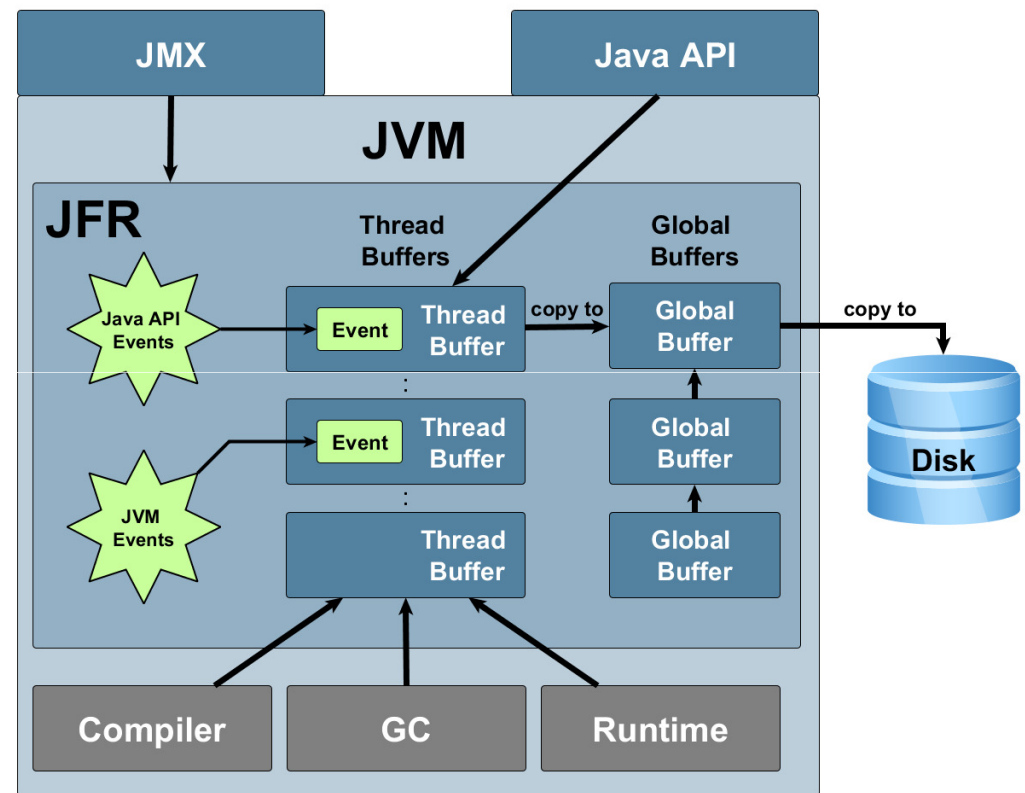 JMX
Java API
JVM
JFR
Thread
Buffers
Global
Buffers
Java API
Events
Event
Thread
Buffer
copy to
Global
Buffer
copy to
:
Event
Thread
Buffer
Global
Buffer
Disk
:
JVM
Events
Thread
Buffer
Global
Buffer
Compiler
GC
Runtime